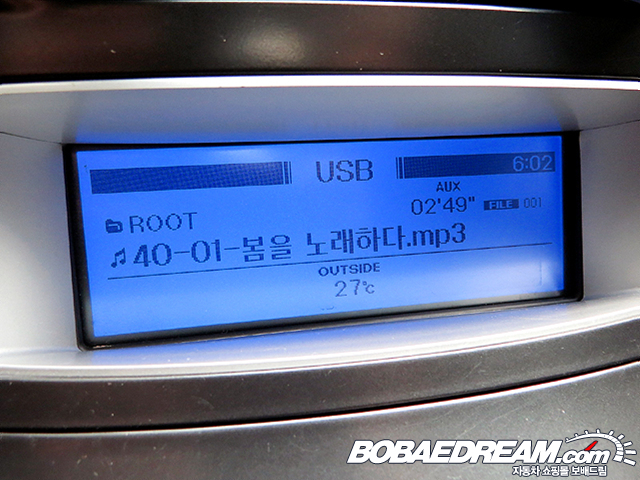 USB
6:02
AUX
02'49" FILE 001
ROOT
40-01-봄을 노래하다.mp3
OUTSIDE
27℃
BOBAEDREAM.com
자동차 쇼핑몰 보배드림